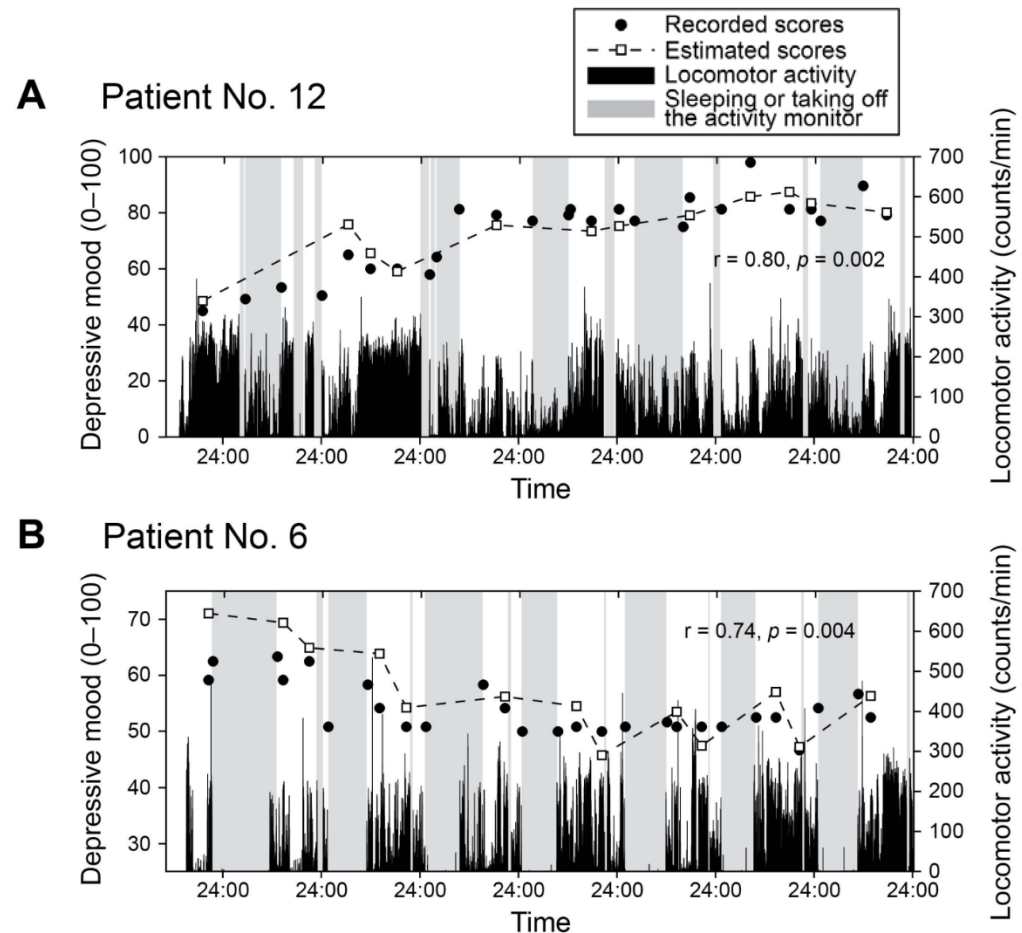 Recorded scores
Estimated scores
Locomotor activity
Sleeping or taking off
the activity monitor
A Patient No. 12
Depressive mood (0–100)
100
80
60
40
20
0
r = 0.80, p = 0.002
700
600
500
400
300
200
100
0
Locomotor activity (counts/min)
24:00 24:00 24:00 24:00 24:00 24:00 24:00 24:00
Time
B Patient No. 6
Depressive mood (0–100)
70
60
50
40
30
r = 0.74, p = 0.004
700
600
500
400
300
200
100
0
Locomotor activity (counts/min)
24:00 24:00 24:00 24:00 24:00 24:00 24:00 24:00
Time